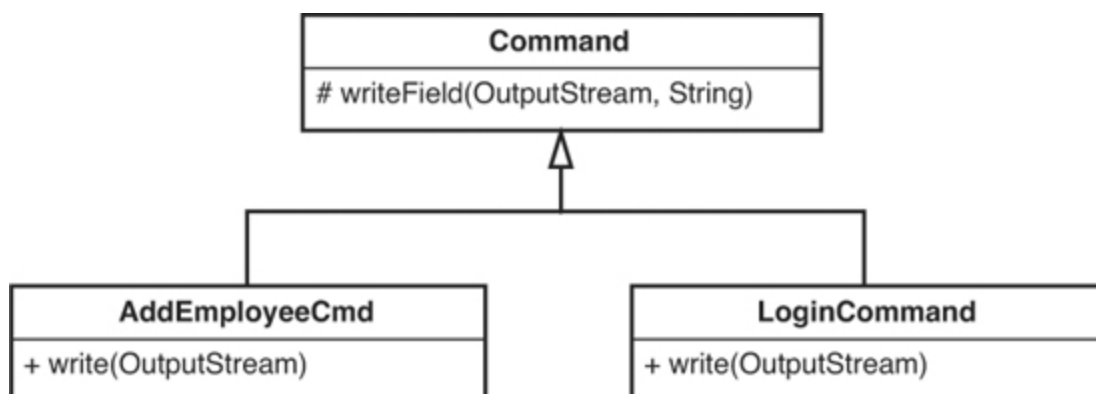 Command
# writeField(OutputStream, String)
AddEmployeeCmd
+ write(OutputStream)
LoginCommand
+ write(OutputStream)